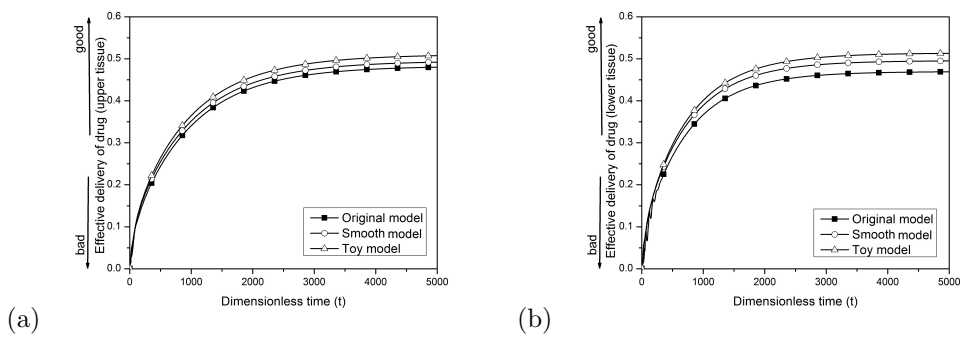 good
bad
Effective delivery of drug (upper tissue)
0.6
0.5
0.4
0.3
0.2
0.1
0.0
Original model
Smooth model
Toy model
0 1000 2000 3000 4000 5000
Dimensionless time (t)
(a)
good
bad
Effective delivery of drug (lower tissue)
0.6
0.5
0.4
0.3
0.2
0.1
0.0
Original model
Smooth model
Toy model
0 1000 2000 3000 4000 5000
Dimensionless time (t)
(b)